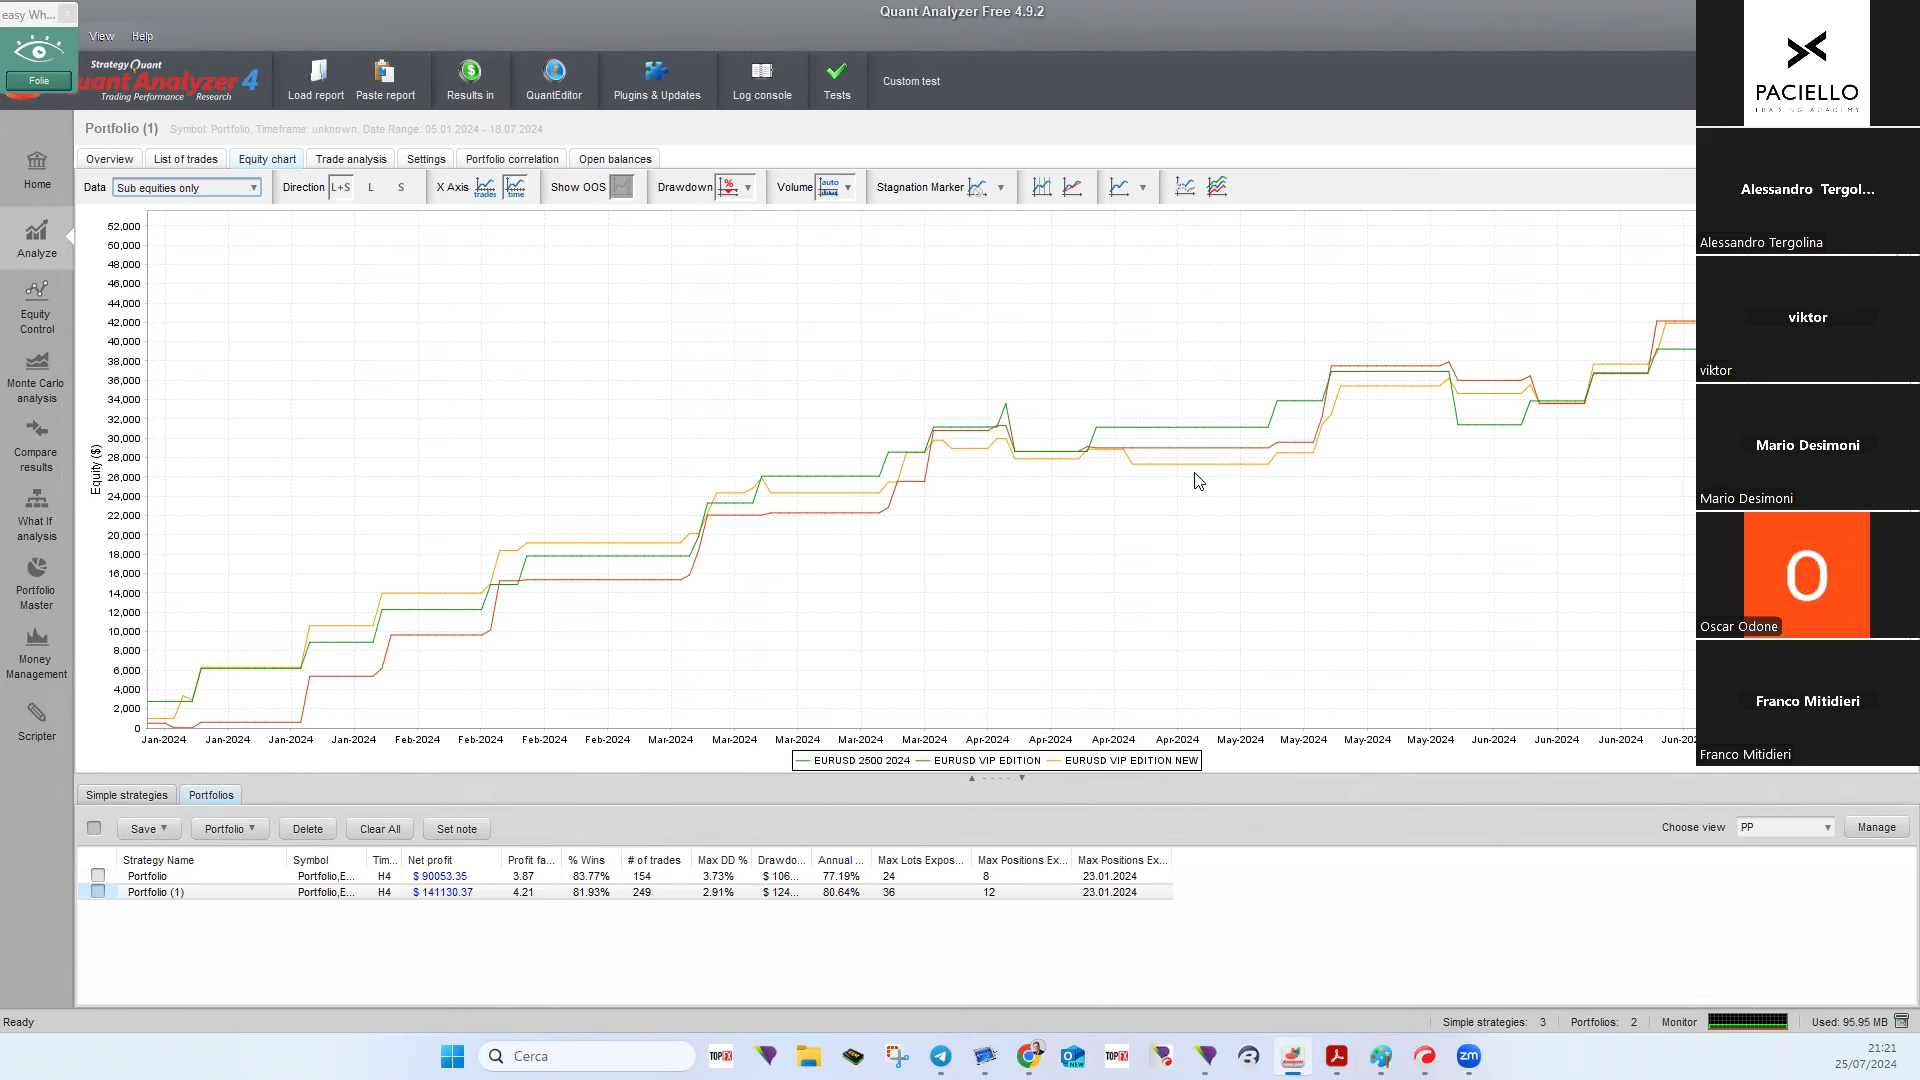 easy Wh...
Quant Analyzer Free 4.9.2
View Help
Folie
StrategyQuant
uantAnalyzer 4
Trading Performance Research
Load report
Paste report
Results in
QuantEditor
Plugins & Updates
Log console
Tests
Custom test
Portfolio (1) Symbol: Portfolio, Timeframe: unknown, Date Range: 05.01.2024 - 18.07.2024
Overview List of trades Equity chart Trade analysis Settings Portfolio correlation Open balances
Data Sub equities only Direction L+S L S X Axis trades time Show OOS Drawdown % Volume auto Stagnation Marker
Home
Analyze
Equity
Control
Monte Carlo
analysis
Compare
results
What If
analysis
Portfolio
Master
Money
Management
Scripter
Equity ($)
52,000
50,000
48,000
46,000
44,000
42,000
40,000
38,000
36,000
34,000
32,000
30,000
28,000
26,000
24,000
22,000
20,000
18,000
16,000
14,000
12,000
10,000
8,000
6,000
4,000
2,000
0
Jan-2024 Jan-2024 Jan-2024 Jan-2024 Feb-2024 Feb-2024 Feb-2024 Feb-2024 Mar-2024 Mar-2024 Mar-2024 Mar-2024 Mar-2024 Apr-2024 Apr-2024 Apr-2024 Apr-2024 May-2024 May-2024 May-2024 May-2024 Jun-2024 Jun-2024 Jun-2024 Jun-20
EURUSD 2500 2024 EURUSD VIP EDITION EURUSD VIP EDITION NEW
PACIELLO
TRADING ACADEMY
Alessandro Tergol...
Alessandro Tergolina
viktor
viktor
Mario Desimoni
Mario Desimoni
O
Oscar Odone
Franco Mitidieri
Franco Mitidieri
Simple strategies Portfolios
Save Portfolio Delete Clear All Set note Choose view PP Manage
Strategy Name Symbol Tim... Net profit Profit fa... % Wins # of trades Max DD % Drawdo... Annual ... Max Lots Expos... Max Positions Ex... Max Positions Ex...
Portfolio Portfolio,E... H4 $ 90053.35 3.87 83.77% 154 3.73% $ 106... 77.19% 24 8 23.01.2024
Portfolio (1) Portfolio,E... H4 $ 141130.37 4.21 81.93% 249 2.91% $ 124... 80.64% 36 12 23.01.2024
Ready Simple strategies: 3 Portfolios: 2 Monitor Used: 95.95 MB
Cerca
TOPFX
NEW
TOPFX
Analyzer
zm
21:21
25/07/2024